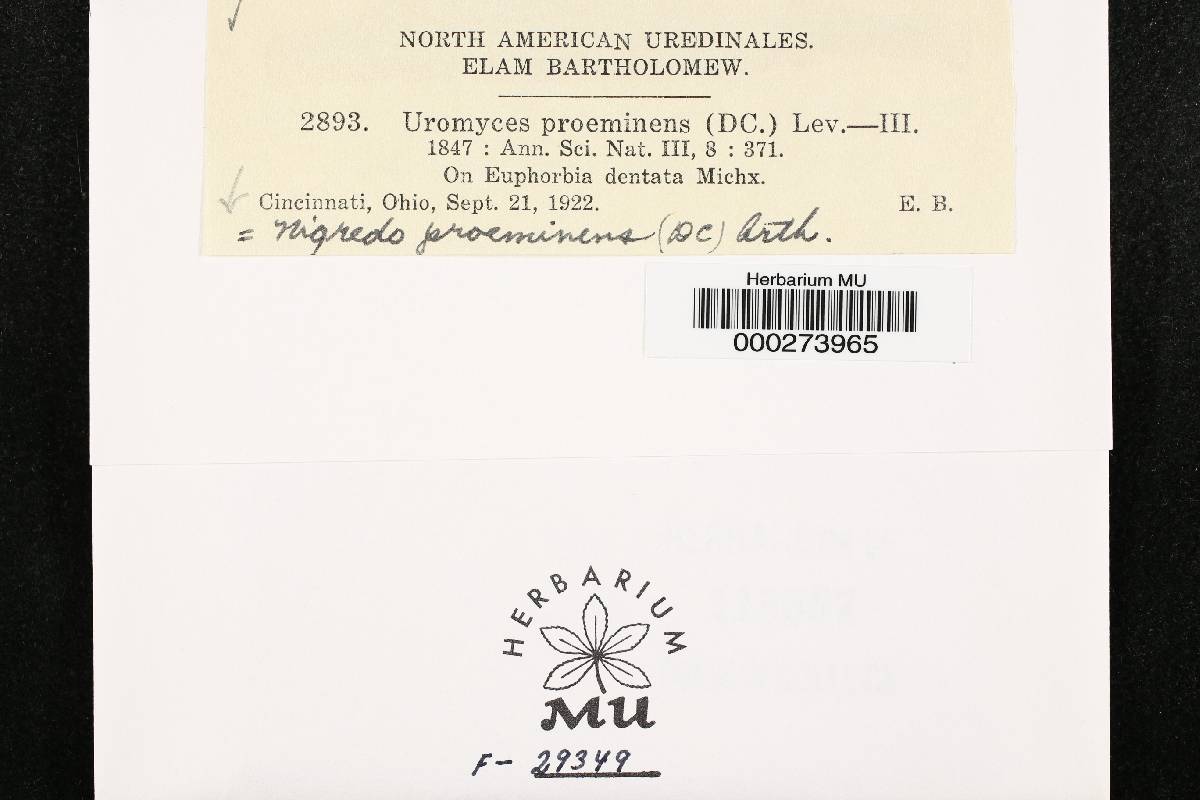 NORTH AMERICAN UREDINALES.
ELAM BARTHOLOMEW.
2893. Uromyces proeminens (DC.) Lev.—III.
1847 : Ann. Sci. Nat. III, 8 : 371.
On Euphorbia dentata Michx.
Cincinnati, Ohio, Sept. 21, 1922. E. B.
= Nigredo proeminens (DC) Arth.
Herbarium MU
000273965
HERBARIUM
MU
F- 29349